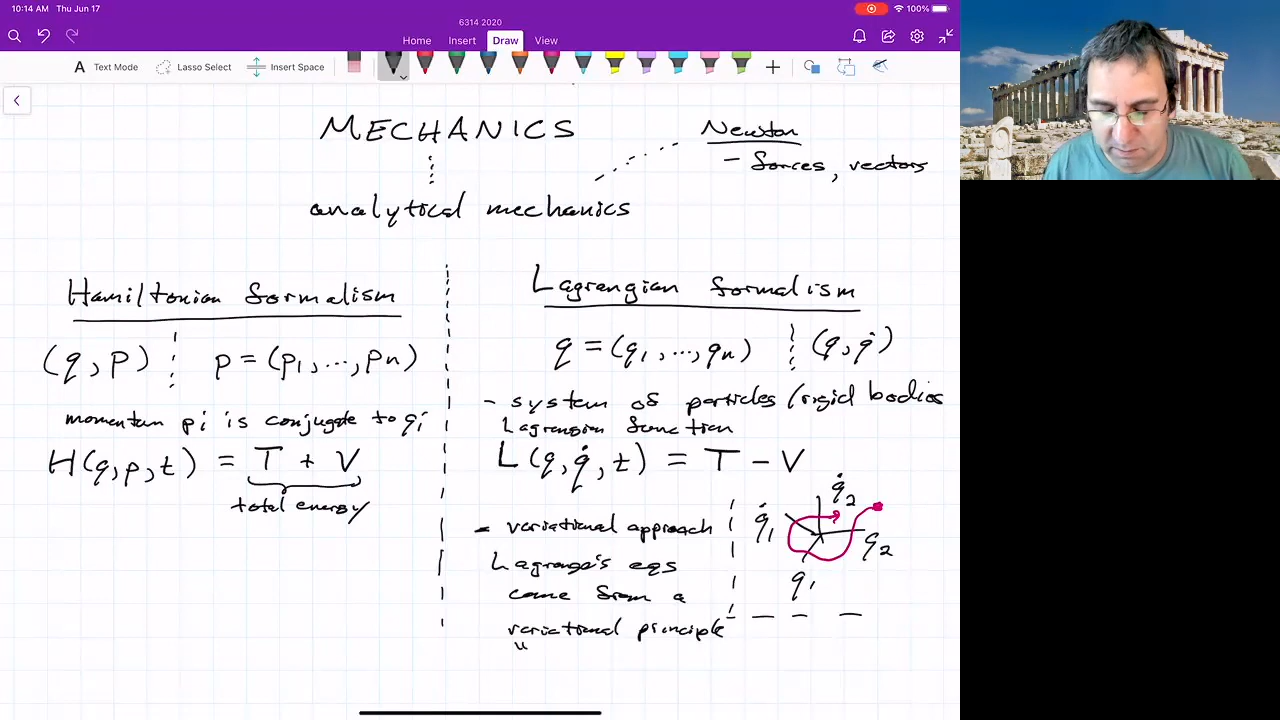 10:14 AM Thu Jun 17
100%
6314 2020
Home Insert Draw View
Text Mode Lasso Select Insert Space
MECHANICS
Newton
- forces, vectors
analytical mechanics
Hamiltonian formalism
(q, p) p = (p1, ..., pn)
momentum pi is conjugate to qi
H(q, p, t) = T + V
total energy
Lagrangian formalism
q = (q1, ..., qn) (q, q̇)
- system of particles / rigid bodies
Lagrangian function
L (q, q̇, t) = T - V
- variational approach
Lagrange's eqs
come from a
variational principle
"
q̇2
q̇1
q2
q1